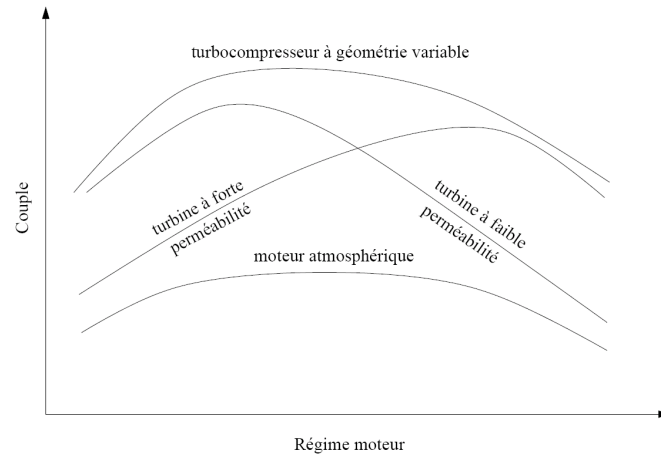 turbocompresseur à géométrie variable
Couple
turbine à forte
perméabilité
turbine à faible
perméabilité
moteur atmosphérique
Régime moteur